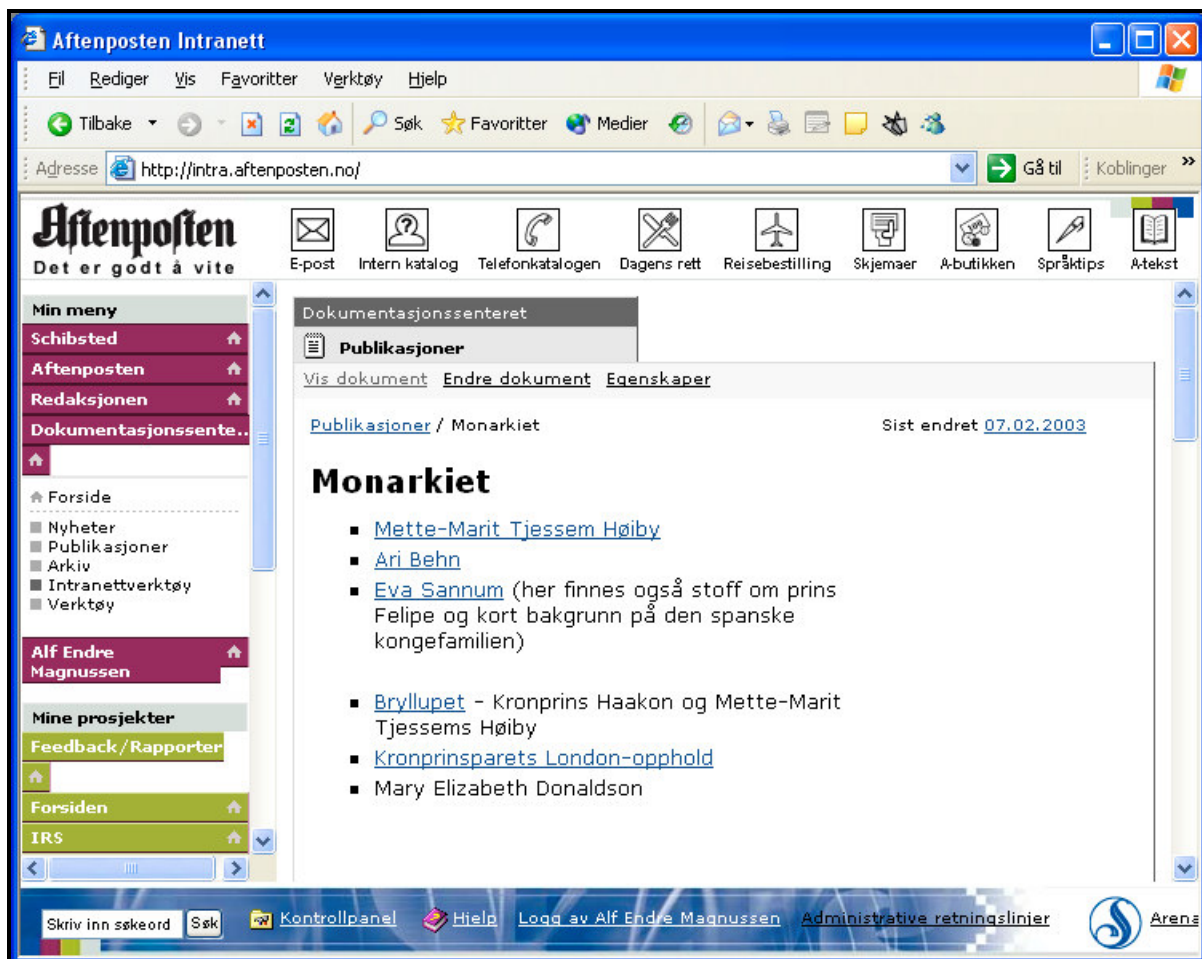 Aftenposten Intranett
Fil Rediger Vis Favoritter Verktøy Hjelp
Tilbake Søk Favoritter Medier
Adresse http://intra.aftenposten.no/ Gå til Koblinger »
Aftenposten
Det er godt å vite
E-post Intern katalog Telefonkatalogen Dagens rett Reisebestilling Skjemaer A-butikken Språktips A-tekst
Min meny
Schibsted
Aftenposten
Redaksjonen
Dokumentasjonssente..
Forside
Nyheter
Publikasjoner
Arkiv
Intranettverktøy
Verktøy
Alf Endre
Magnussen
Mine prosjekter
Feedback/Rapporter
Forsiden
IRS
Dokumentasjonssenteret
Publikasjoner
Vis dokument Endre dokument Egenskaper
Publikasjoner / Monarkiet Sist endret 07.02.2003
Monarkiet
Mette-Marit Tjessem Høiby
Ari Behn
Eva Sannum (her finnes også stoff om prins
Felipe og kort bakgrunn på den spanske
kongefamilien)
Bryllupet - Kronprins Haakon og Mette-Marit
Tjessems Høiby
Kronprinsparets London-opphold
Mary Elizabeth Donaldson
Skriv inn søkeord Søk Kontrollpanel Hjelp Logg av Alf Endre Magnussen Administrative retningslinjer Arena